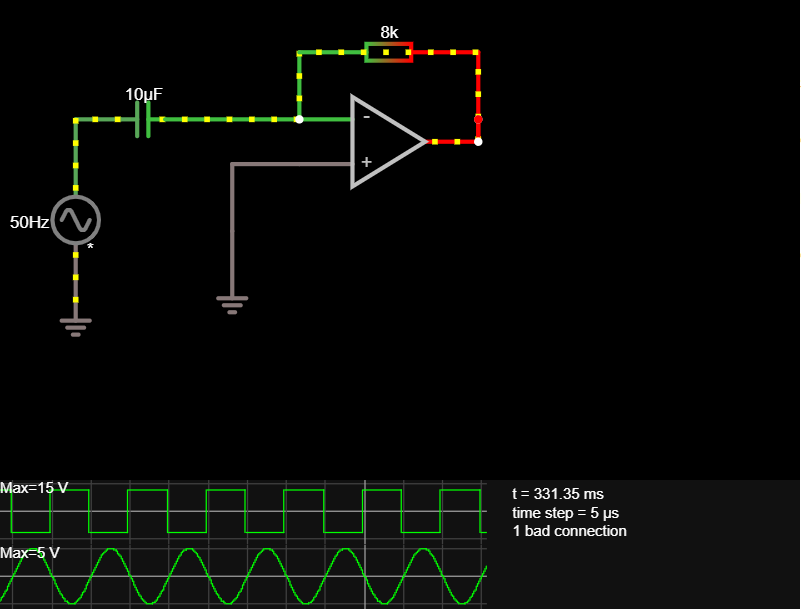 8k
10µF
-
+
50Hz
*
Max=15 V
Max=5 V
t = 331.35 ms
time step = 5 µs
1 bad connection